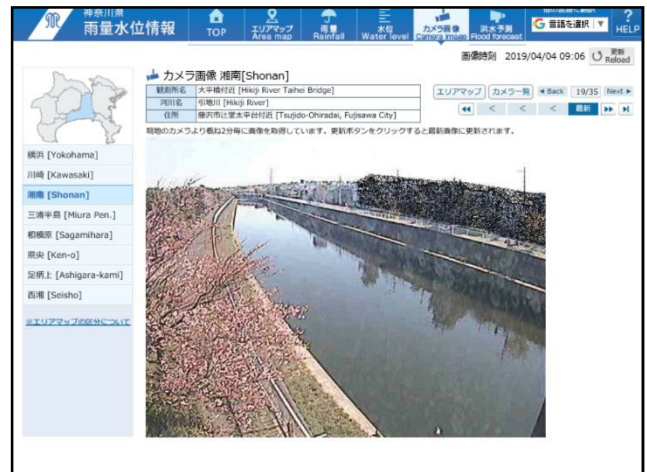 神奈川県
雨量水位情報
TOP
エリアマップ
Area map
雨量
Rainfall
水位
Water level
カメラ画像
Camera image
洪水予測
Flood forecast
他の言語に翻訳
G 言語を選択 ▼
?
HELP
画像時刻 2019/04/04 09:06
更新
Reload
カメラ画像 湘南[Shonan]
観測所名 大平橋付近 [Hikiji River Taihei Bridge]
河川名 引地川 [Hikiji River]
住所 藤沢市辻堂太平台付近 [Tsujido-Ohiradai, Fujisawa City]
エリアマップ カメラ一覧 ◄ Back 19/35 Next ►
◄◄ < < < 最新 ►► ►|
現地のカメラより概ね2分毎に画像を取得しています。更新ボタンをクリックすると最新画像に更新されます。
横浜 [Yokohama]
川崎 [Kawasaki]
湘南 [Shonan]
三浦半島 [Miura Pen.]
相模原 [Sagamihara]
県央 [Ken-o]
足柄上 [Ashigara-kami]
西湘 [Seisho]
※エリアマップの区分について